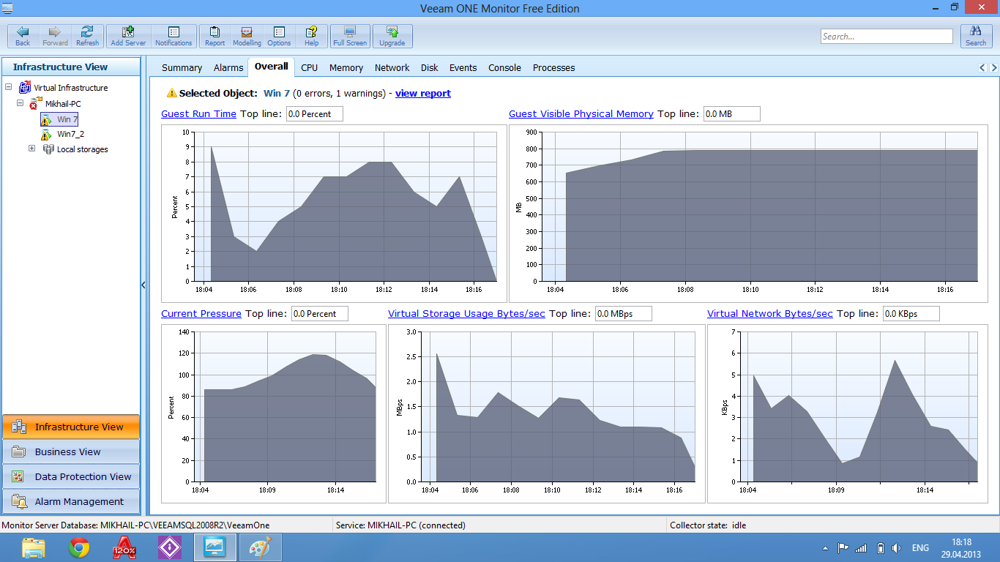 Veeam ONE Monitor Free Edition
Back Forward Refresh Add Server Notifications Report Modelling Options Help Full Screen Upgrade Search... Search
Infrastructure View
Summary Alarms Overall CPU Memory Network Disk Events Console Processes
Virtual Infrastructure
Mikhail-PC
Win 7
Win7_2
Local storages
Selected Object: Win 7 (0 errors, 1 warnings) - view report
Guest Run Time Top line: 0.0 Percent
10
9
8
7
6
5
4
3
2
1
0
Percent
18:04 18:06 18:08 18:10 18:12 18:14 18:16
Guest Visible Physical Memory Top line: 0.0 MB
900
800
700
600
500
400
300
200
100
0
MB
18:04 18:06 18:08 18:10 18:12 18:14 18:16
Current Pressure Top line: 0.0 Percent
140
120
100
80
60
40
20
0
Percent
18:04 18:09 18:14
Virtual Storage Usage Bytes/sec Top line: 0.0 MBps
3.0
2.5
2.0
1.5
1.0
0.5
0.0
MBps
18:04 18:06 18:08 18:10 18:12 18:14 18:16
Virtual Network Bytes/sec Top line: 0.0 KBps
7
6
5
4
3
2
1
0
KBps
18:04 18:09 18:14
Infrastructure View
Business View
Data Protection View
Alarm Management
Monitor Server Database: MIKHAIL-PC\VEEAMSQL2008R2\VeeamOne Service: MIKHAIL-PC (connected) Collector state: idle
120%
ENG
18:18
29.04.2013